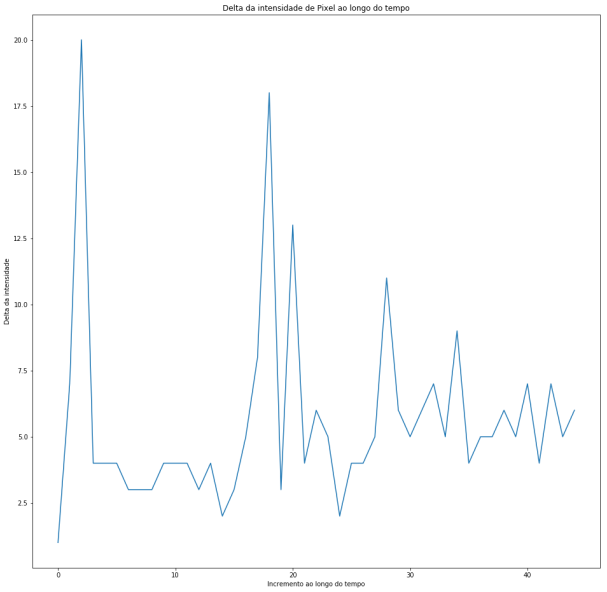 Delta da intensidade de Pixel ao longo do tempo
20.0
17.5
15.0
12.5
10.0
7.5
5.0
2.5
Delta da intensidade
0 10 20 30 40
Incremento ao longo do tempo